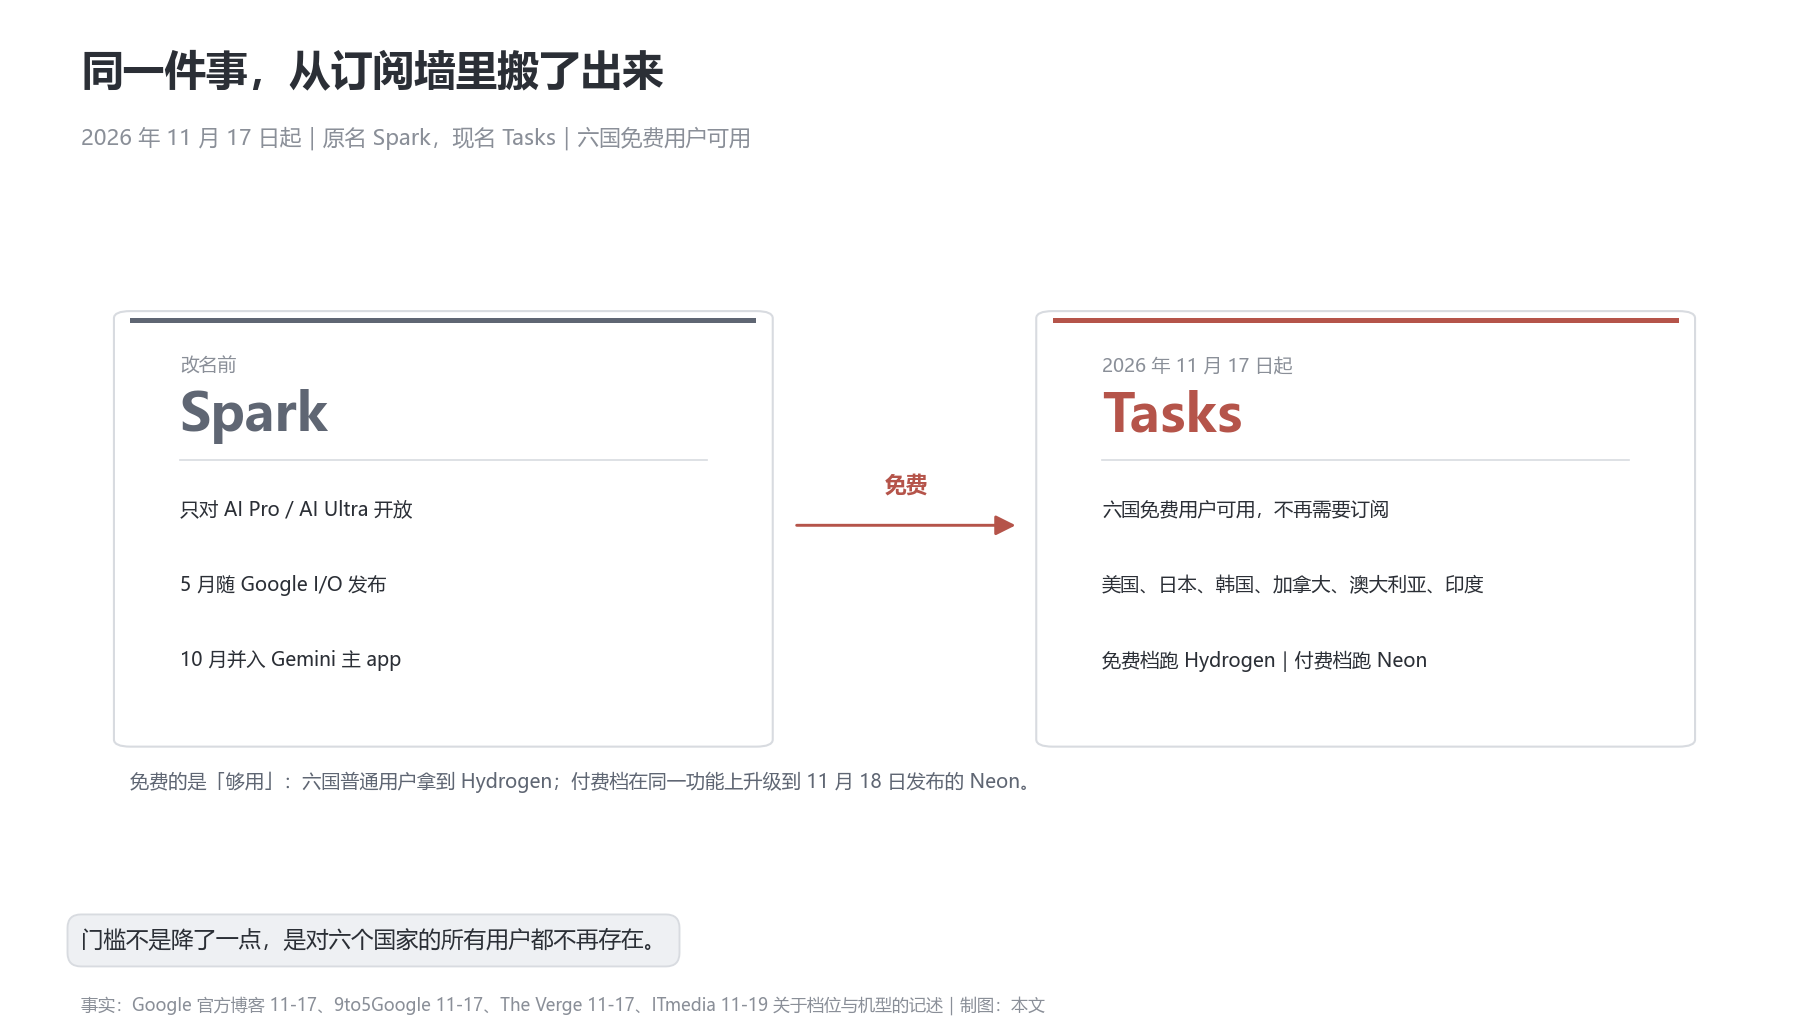 同一件事，从订阅墙里搬了出来
2026 年 11 月 17 日起 | 原名 Spark，现名 Tasks | 六国免费用户可用
改名前
Spark
只对 AI Pro / AI Ultra 开放
5 月随 Google I/O 发布
10 月并入 Gemini 主 app
免费
2026 年 11 月 17 日起
Tasks
六国免费用户可用，不再需要订阅
美国、日本、韩国、加拿大、澳大利亚、印度
免费档跑 Hydrogen | 付费档跑 Neon
免费的是「够用」：六国普通用户拿到 Hydrogen；付费档在同一功能上升级到 11 月 18 日发布的 Neon。
门槛不是降了一点，是对六个国家的所有用户都不再存在。
事实：Google 官方博客 11-17、9to5Google 11-17、The Verge 11-17、ITmedia 11-19 关于档位与机型的记述 | 制图：本文